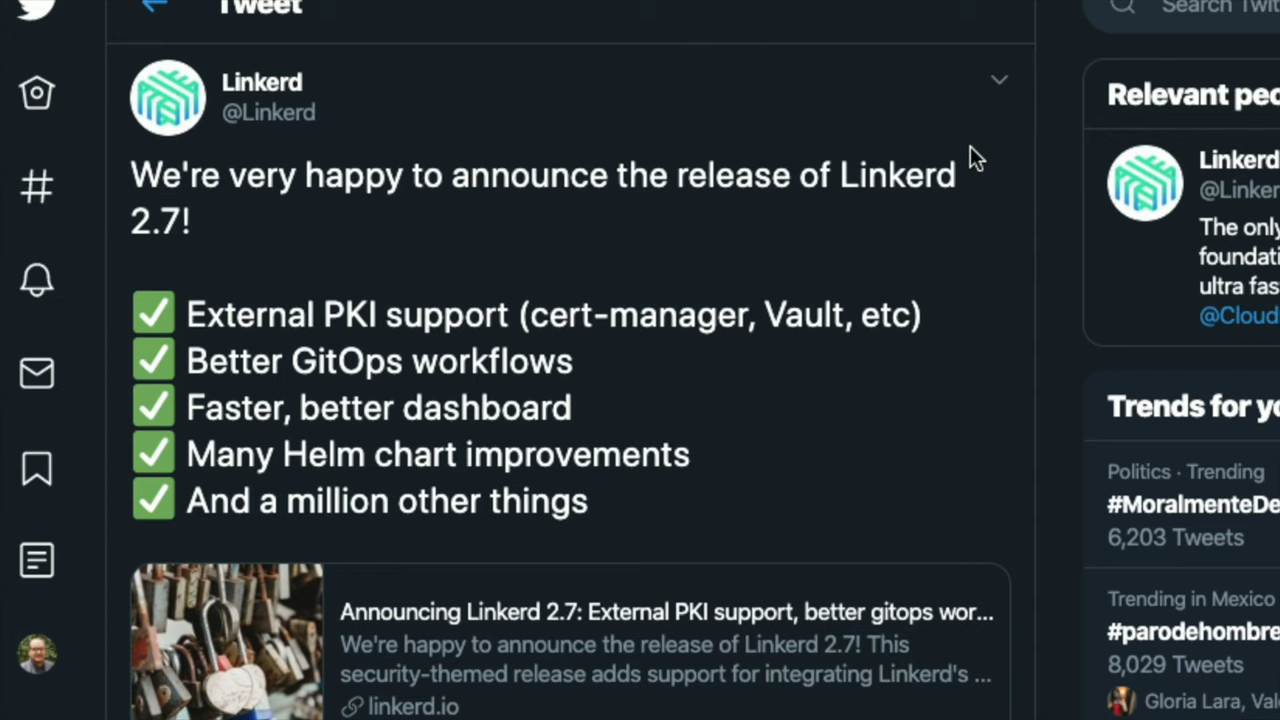 Tweet
Search Twit
Linkerd
@Linkerd
We're very happy to announce the release of Linkerd
2.7!
✅ External PKI support (cert-manager, Vault, etc)
✅ Better GitOps workflows
✅ Faster, better dashboard
✅ Many Helm chart improvements
✅ And a million other things
Announcing Linkerd 2.7: External PKI support, better gitops wor...
We're happy to announce the release of Linkerd 2.7! This
security-themed release adds support for integrating Linkerd's ...
linkerd.io
Relevant peo
Linkerd
@Linker
The only
foundati
ultra fas
@Cloud
Trends for yo
Politics · Trending
#MoralmenteDe
6,203 Tweets
Trending in Mexico
#parodehombre
8,029 Tweets
Gloria Lara, Val